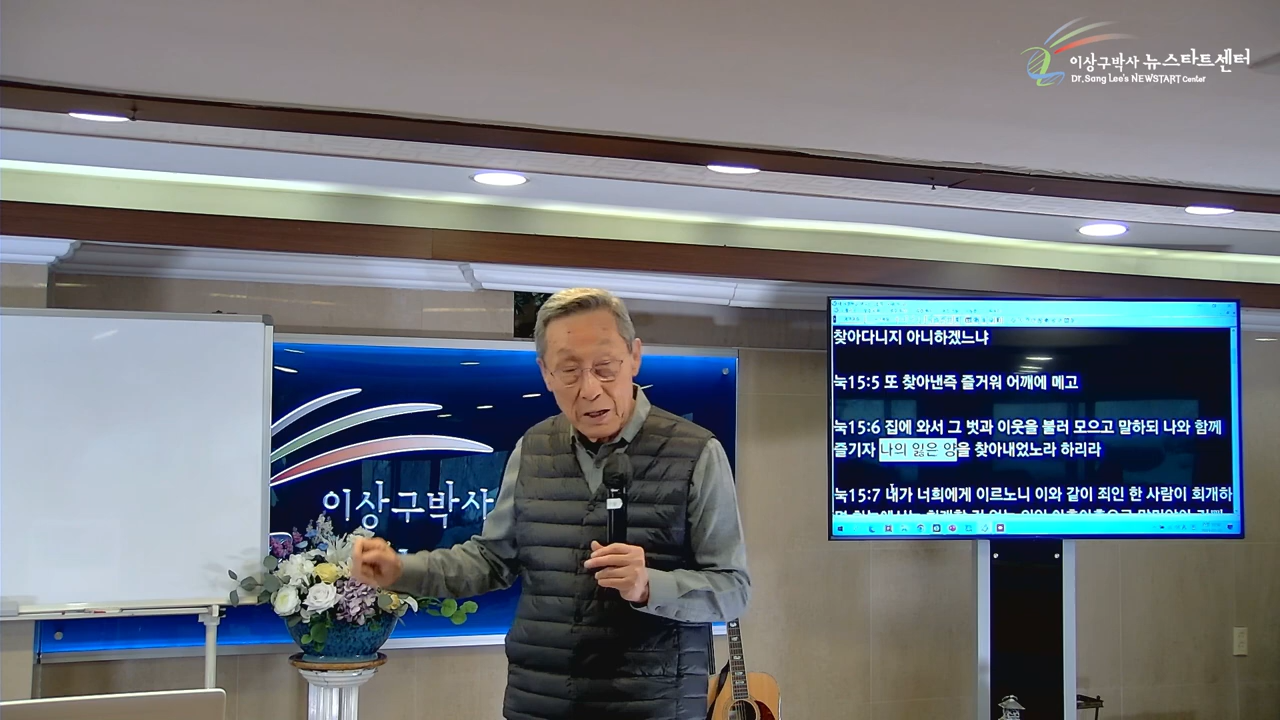 이상구박사 뉴스타트센터
Dr. Sang Lee's NEWSTART Center
찾아다니지 아니하겠느냐
눅15:5 또 찾아낸즉 즐거워 어깨에 메고
눅15:6 집에 와서 그 벗과 이웃을 불러 모으고 말하되 나와 함께
즐기자 나의 잃은 양을 찾아내었노라 하리라
눅15:7 내가 너희에게 이르노니 이와 같이 죄인 한 사람이 회개하
이상구박사